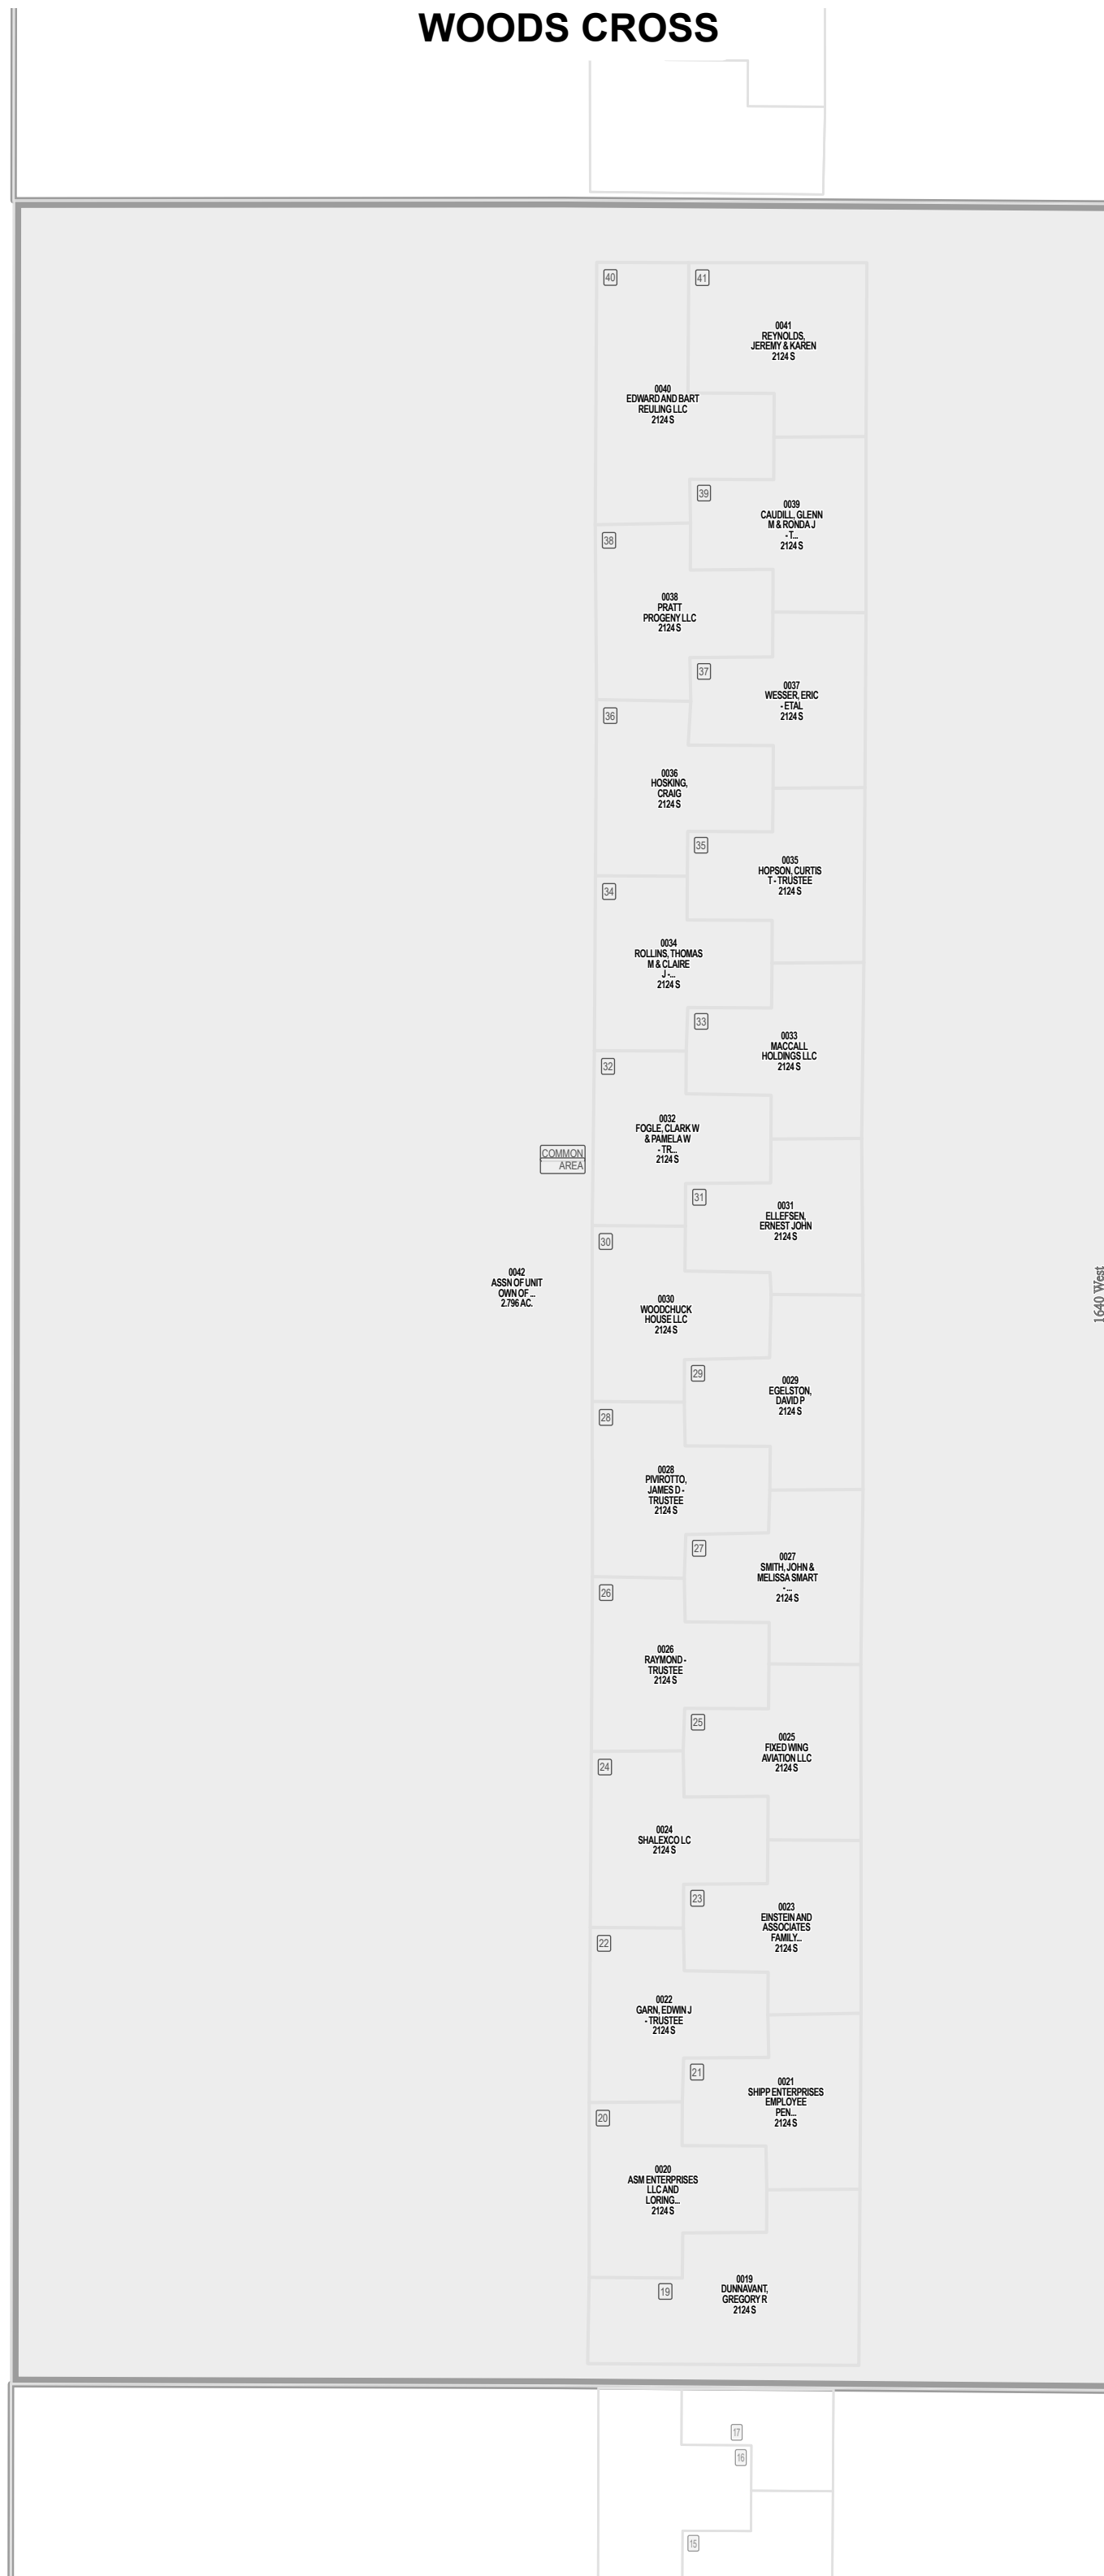 WOODS CROSS
40
41
0041
REYNOLDS,
JEREMY & KAREN
2124 S
0040
EDWARD AND BART
REULING LLC
2124 S
39
0039
CAUDILL, GLENN
M & RONDA J
- T...
2124 S
38
0038
PRATT
PROGENY LLC
2124 S
37
0037
WESSER, ERIC
- ETAL
2124 S
36
0036
HOSKING,
CRAIG
2124 S
35
0035
HOPSON, CURTIS
T - TRUSTEE
2124 S
34
0034
ROLLINS, THOMAS
M & CLAIRE
J -...
2124 S
33
0033
MACCALL
HOLDINGS LLC
2124 S
32
0032
FOGLE, CLARK W
& PAMELA W
- TR...
2124 S
COMMON
AREA
31
0031
ELLEFSEN,
ERNEST JOHN
2124 S
30
0042
ASSN OF UNIT
OWN OF ...
2.796 AC.
1640 West
0030
WOODCHUCK
HOUSE LLC
2124 S
29
0029
EGELSTON,
DAVID P
2124 S
28
0028
PIVIROTTO,
JAMES D -
TRUSTEE
2124 S
27
0027
SMITH, JOHN &
MELISSA SMART
- ...
2124 S
26
0026
RAYMOND -
TRUSTEE
2124 S
25
0025
FIXED WING
AVIATION LLC
2124 S
24
0024
SHALEXCO LC
2124 S
23
0023
EINSTEIN AND
ASSOCIATES
FAMILY...
2124 S
22
0022
GARN, EDWIN J
- TRUSTEE
2124 S
21
0021
SHIPP ENTERPRISES
EMPLOYEE
PEN...
2124 S
20
0020
ASM ENTERPRISES
LLC AND
LORING...
2124 S
19
0019
DUNNAVANT,
GREGORY R
2124 S
17
16
15